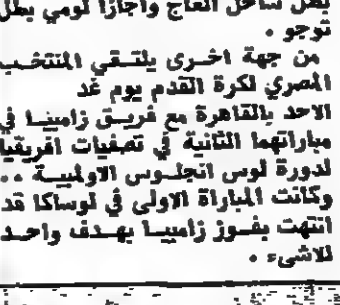 بطل ساحل العاج واجازا لومي بطل
توجو .
من جهة اخرى يلتقي المنتخب
المصري لكرة القدم يوم غد
الاحد بالقاهرة مع فريق زامبيا في
مباراتهما الثانية في تصفيات افريقيا
لدورة لوس انجلوس الاولمبية ..
وكانت المباراة الاولى في لوساكا قد
انتهت بفوز زامبيا بهدف واحد
للاشيء .